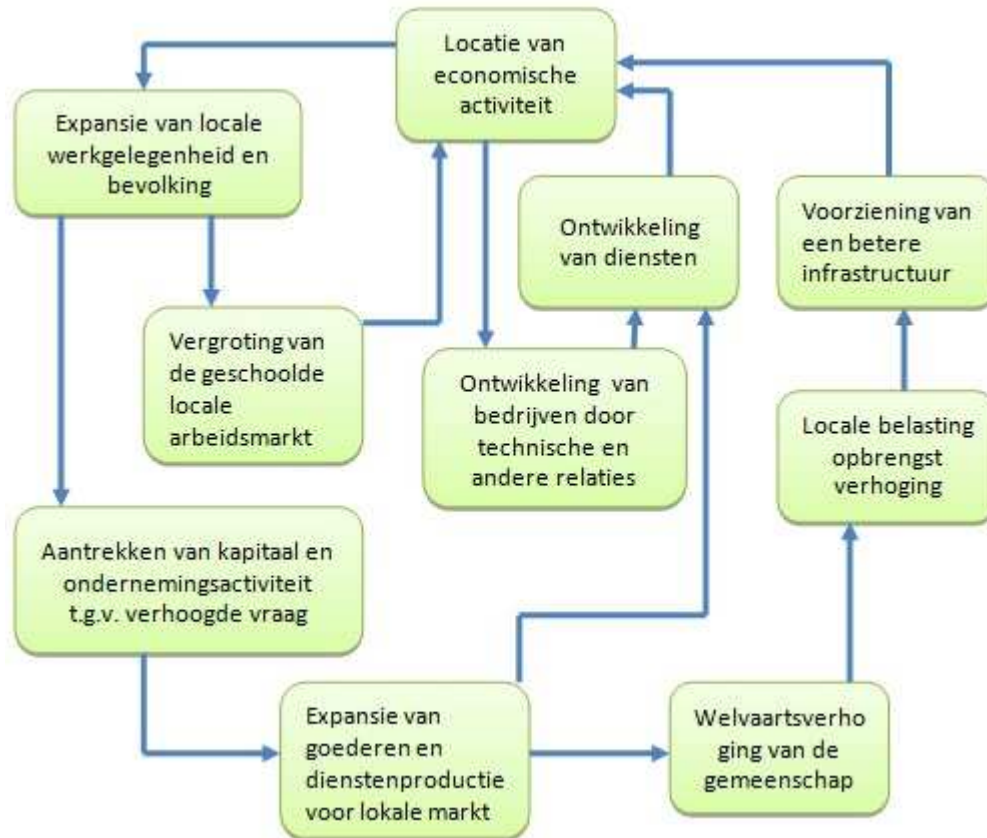 Locatie van
economische
activiteit
Expansie van locale
werkgelegenheid en
bevolking
Ontwikkeling
van diensten
Voorziening van
een betere
infrastructuur
Vergroting van
de geschoolde
locale
arbeidsmarkt
Ontwikkeling van
bedrijven door
technische en
andere relaties
Locale belasting
opbrengst
verhoging
Aantrekken van kapitaal en
ondernemingsactiviteit
t.g.v. verhoogde vraag
Expansie van
goederen en
dienstenproductie
voor lokale markt
Welvaartsverho
ging van de
gemeenschap